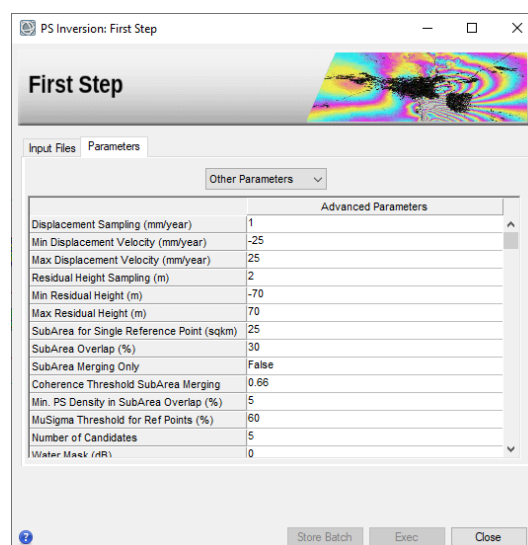 PS Inversion: First Step
First Step
Input Files Parameters
Other Parameters
Advanced Parameters
Displacement Sampling (mm/year) 1
Min Displacement Velocity (mm/year) -25
Max Displacement Velocity (mm/year) 25
Residual Height Sampling (m) 2
Min Residual Height (m) -70
Max Residual Height (m) 70
SubArea for Single Reference Point (sqkm) 25
SubArea Overlap (%) 30
SubArea Merging Only False
Coherence Threshold SubArea Merging 0.66
Min. PS Density in SubArea Overlap (%) 5
MuSigma Threshold for Ref Points (%) 60
Number of Candidates 5
Water Mask (dB) 0
Store Batch Exec Close